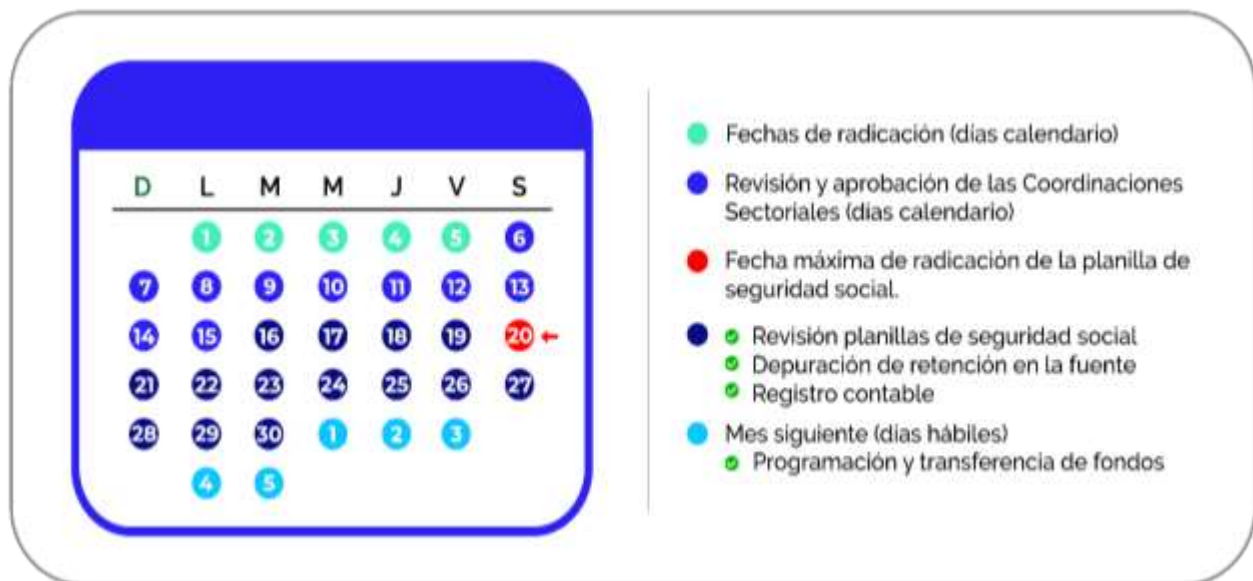 D L M M J V S
1 2 3 4 5 6
7 8 9 10 11 12 13
14 15 16 17 18 19 20
21 22 23 24 25 26 27
28 29 30 1 2 3
4 5
Fechas de radicación (días calendario)
Revisión y aprobación de las Coordinaciones
Sectoriales (días calendario)
Fecha máxima de radicación de la planilla de
seguridad social.
Revisión planillas de seguridad social
Depuración de retención en la fuente
Registro contable
Mes siguiente (días hábiles)
Programación y transferencia de fondos